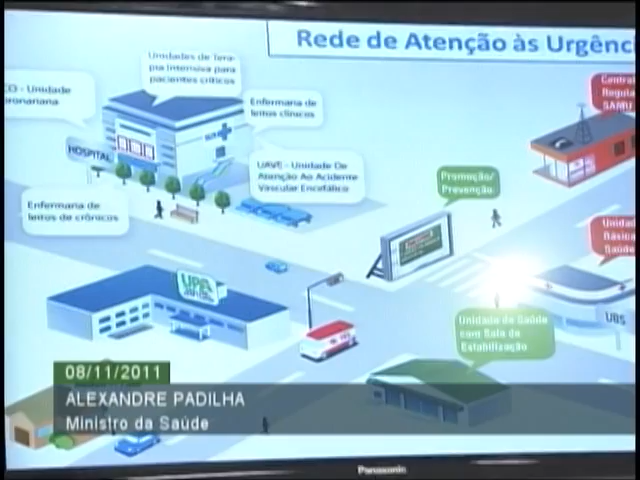 Rede de Atenção às Urgênc
Unidades de Tera-
pia Intensiva para
pacientes críticos
CO - Unidade
oronariana
Enfermaria de
leitos clínicos
Central
Regula
SAMU
HOSPITAL
UAVE - Unidade De
Atenção Ao Acidente
Vascular Encefálico
Promoção/
Prevenção
Enfermaria de
leitos de crônicos
Unidad
Básica
Saúde
UPA
UBS
Unidade de Saúde
com Sala de
Estabilização
08/11/2011
ALEXANDRE PADILHA
Ministro da Saúde
Panasonic